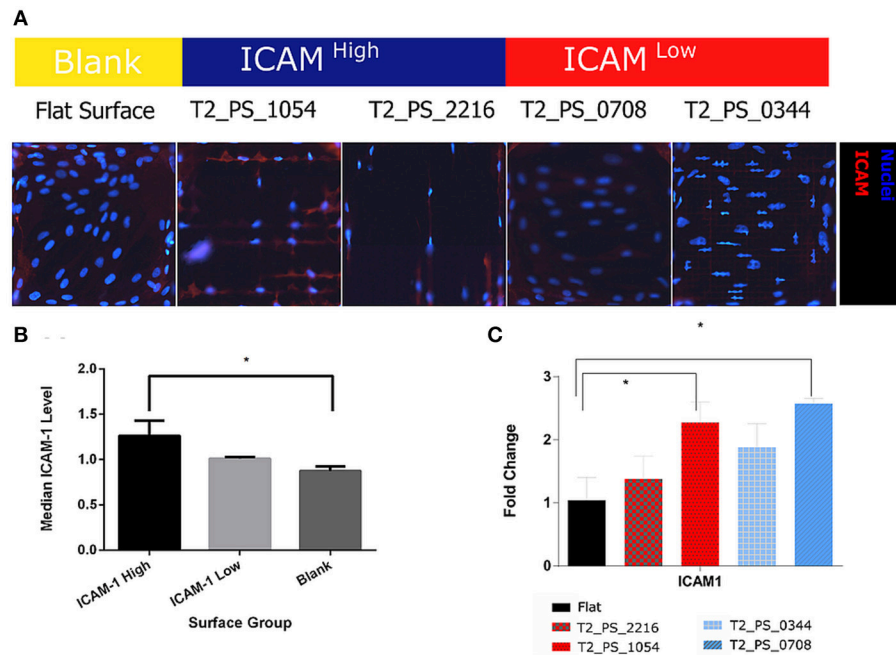 A
Blank
ICAM High
ICAM Low
Flat Surface
T2_PS_1054
T2_PS_2216
T2_PS_0708
T2_PS_0344
Nuclei
ICAM
B
*
2.0
1.5
1.0
0.5
0.0
Median ICAM-1 Level
ICAM-1 High
ICAM-1 Low
Blank
Surface Group
C
*
*
3
2
1
0
Fold Change
ICAM1
Flat
T2_PS_2216
T2_PS_1054
T2_PS_0344
T2_PS_0708